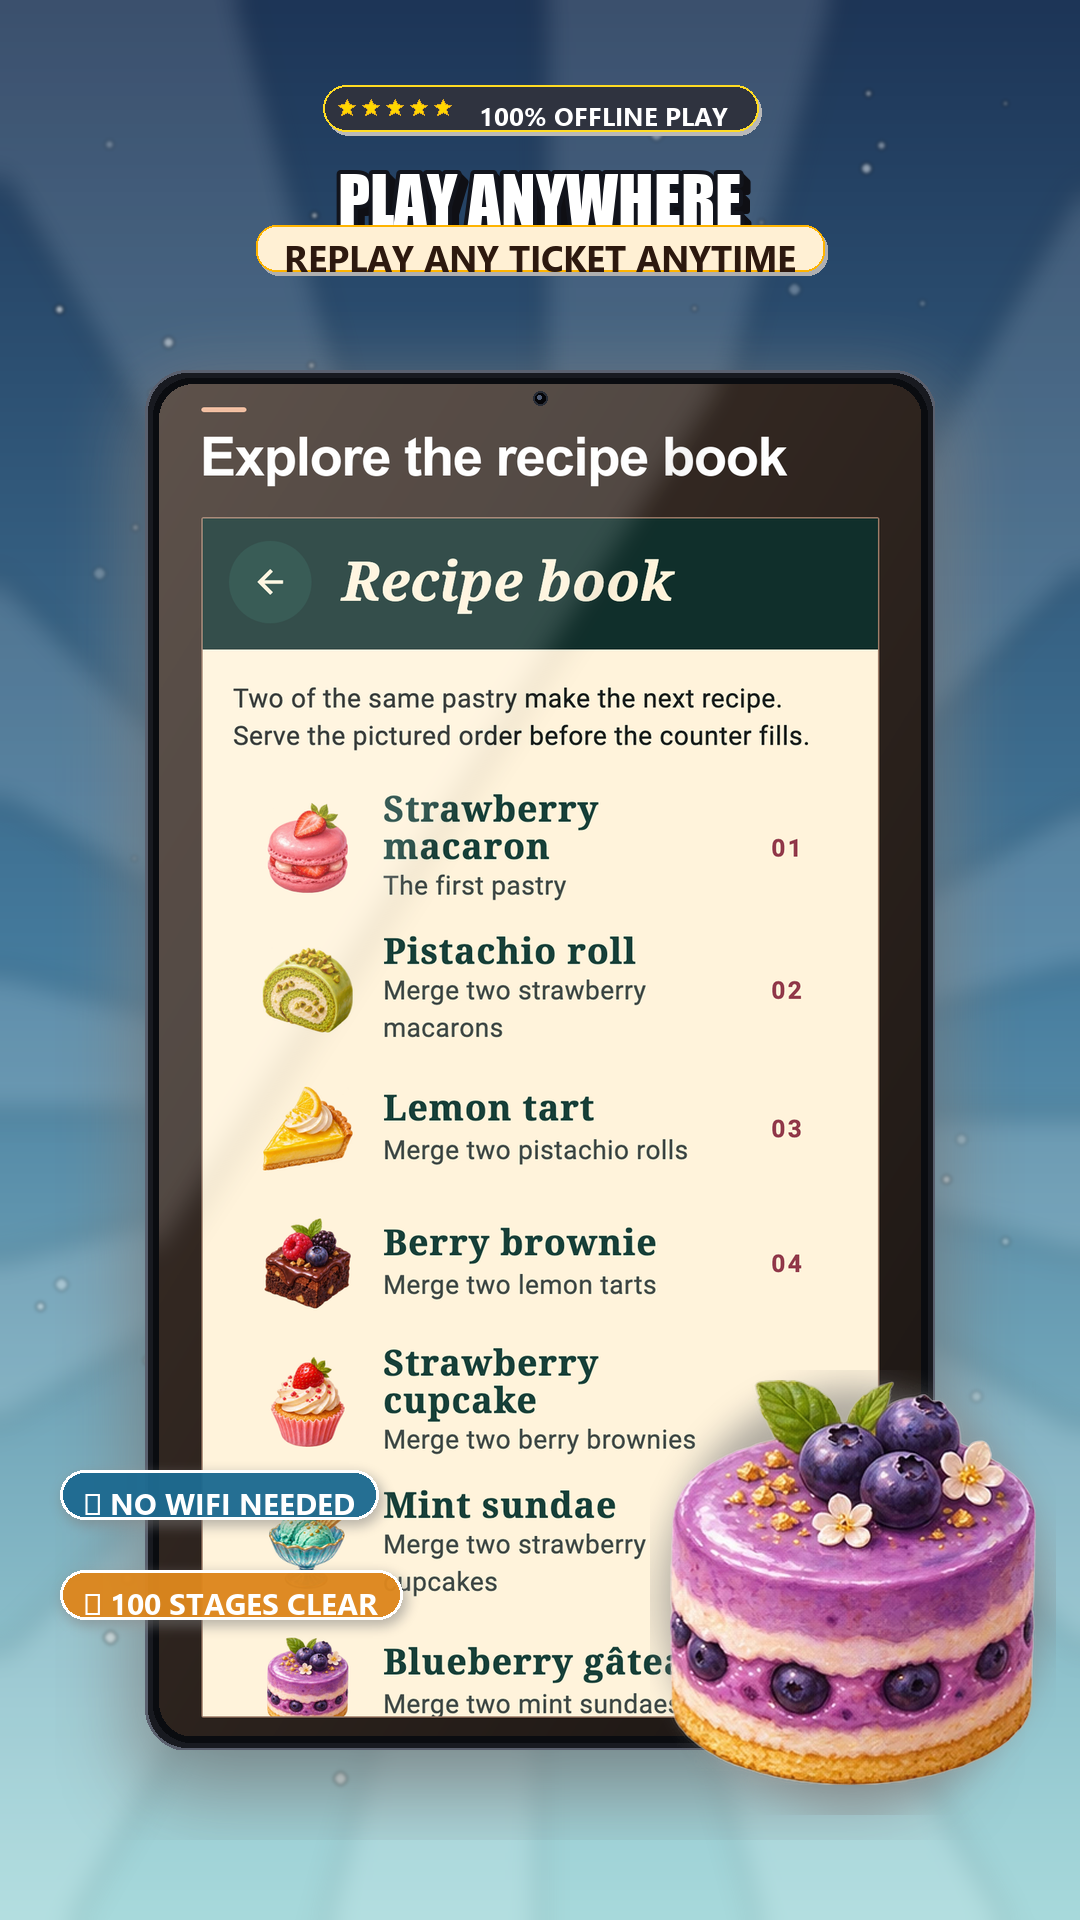 100% OFFLINE PLAY
PLAY ANYWHERE
REPLAY ANY TICKET ANYTIME
Explore the recipe book
Recipe book
Two of the same pastry make the next recipe.
Serve the pictured order before the counter fills.
Strawberry
macaron
The first pastry
01
Pistachio roll
Merge two strawberry
macarons
02
Lemon tart
Merge two pistachio rolls
03
Berry brownie
Merge two lemon tarts
04
Strawberry
cupcake
Merge two berry brownies
NO WIFI NEEDED
Mint sundae
Merge two strawberry
upcakes
100 STAGES CLEAR
Blueberry gâtea
Merge two mint sundaes